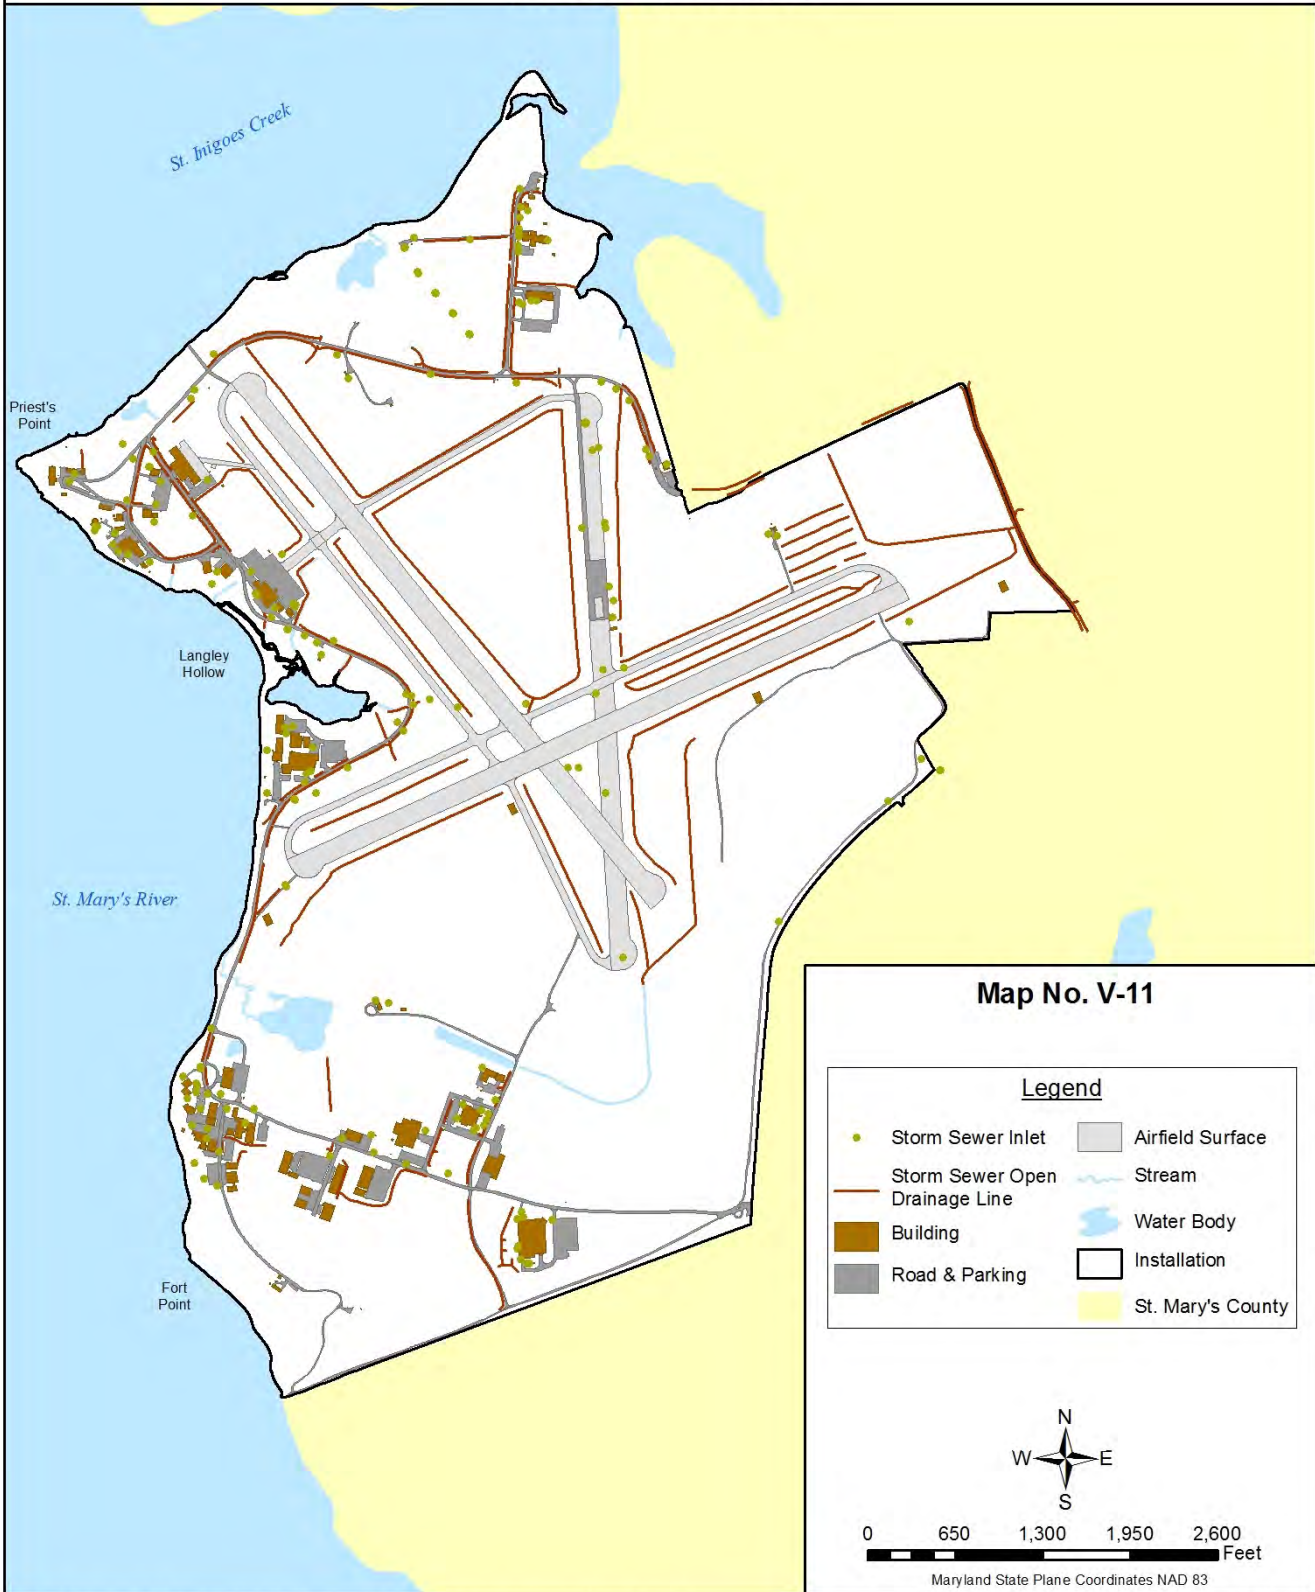 St. Inigoes Creek
Priest's
Point
Langley
Hollow
St. Mary's River
Fort
Point
Map No. V-11
Legend
Storm Sewer Inlet
Storm Sewer Open
Drainage Line
Building
Road & Parking
Airfield Surface
Stream
Water Body
Installation
St. Mary's County
N
W E
S
0 650 1,300 1,950 2,600
Feet
Maryland State Plane Coordinates NAD 83